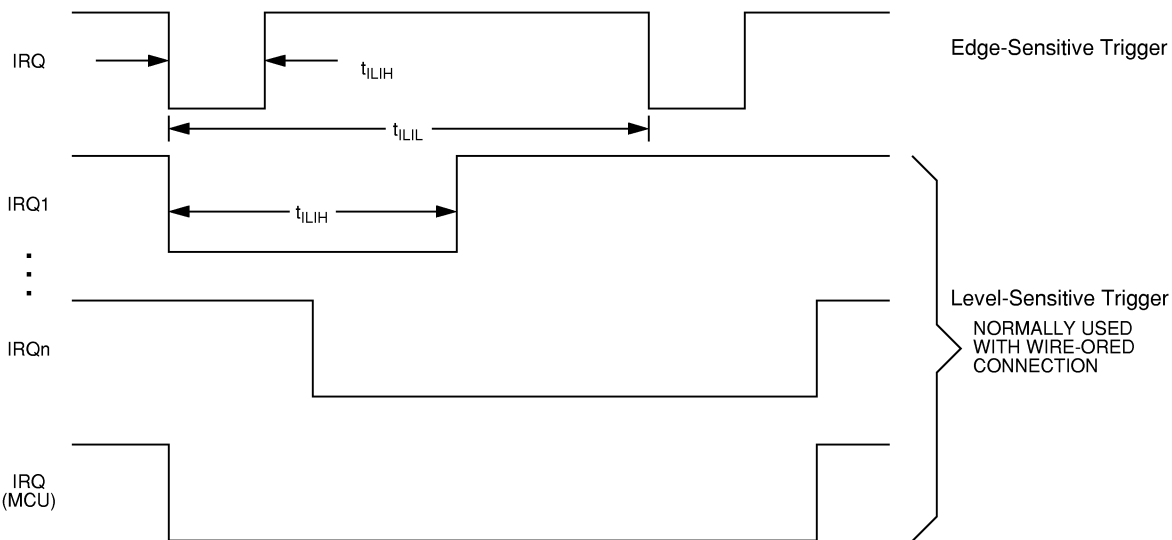 IRQ
tILIH
Edge-Sensitive Trigger
tILIL
IRQ1
tILIH
IRQn
Level-Sensitive Trigger
NORMALLY USED
WITH WIRE-ORED
CONNECTION
IRQ
(MCU)